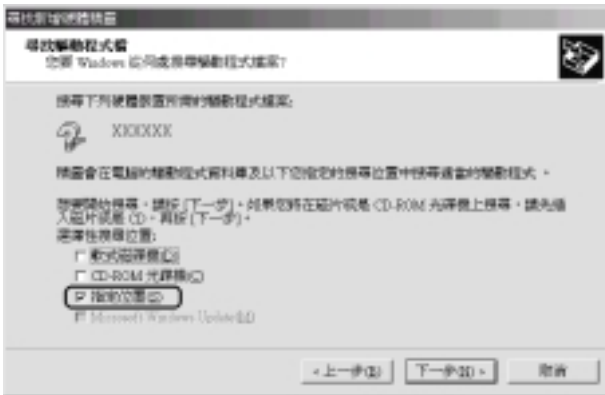 尋找新增硬體精靈
尋找驅動程式檔
您要 Windows 從何處搜尋驅動程式檔案?
搜尋下列硬體裝置所需的驅動程式檔案:
XXXXXX
精靈會在電腦的驅動程式資料庫及以下您指定的搜尋位置中搜尋適當的驅動程式。
想要開始搜尋,請按 [下一步]。如果您將在磁片或是 CD-ROM 光碟機上搜尋,請先插
入磁片或是 CD,再按 [下一步]。
選擇性搜尋位置:
軟式磁碟機(D)
CD-ROM 光碟機(C)
指定位置(S)
Microsoft Windows Update(M)
<上一步(B) 下一步(N)> 取消